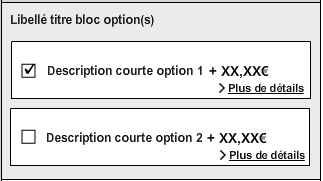 Libellé titre bloc option(s)
Description courte option 1 + XX,XX€
> Plus de détails
Description courte option 2 + XX,XX€
> Plus de détails